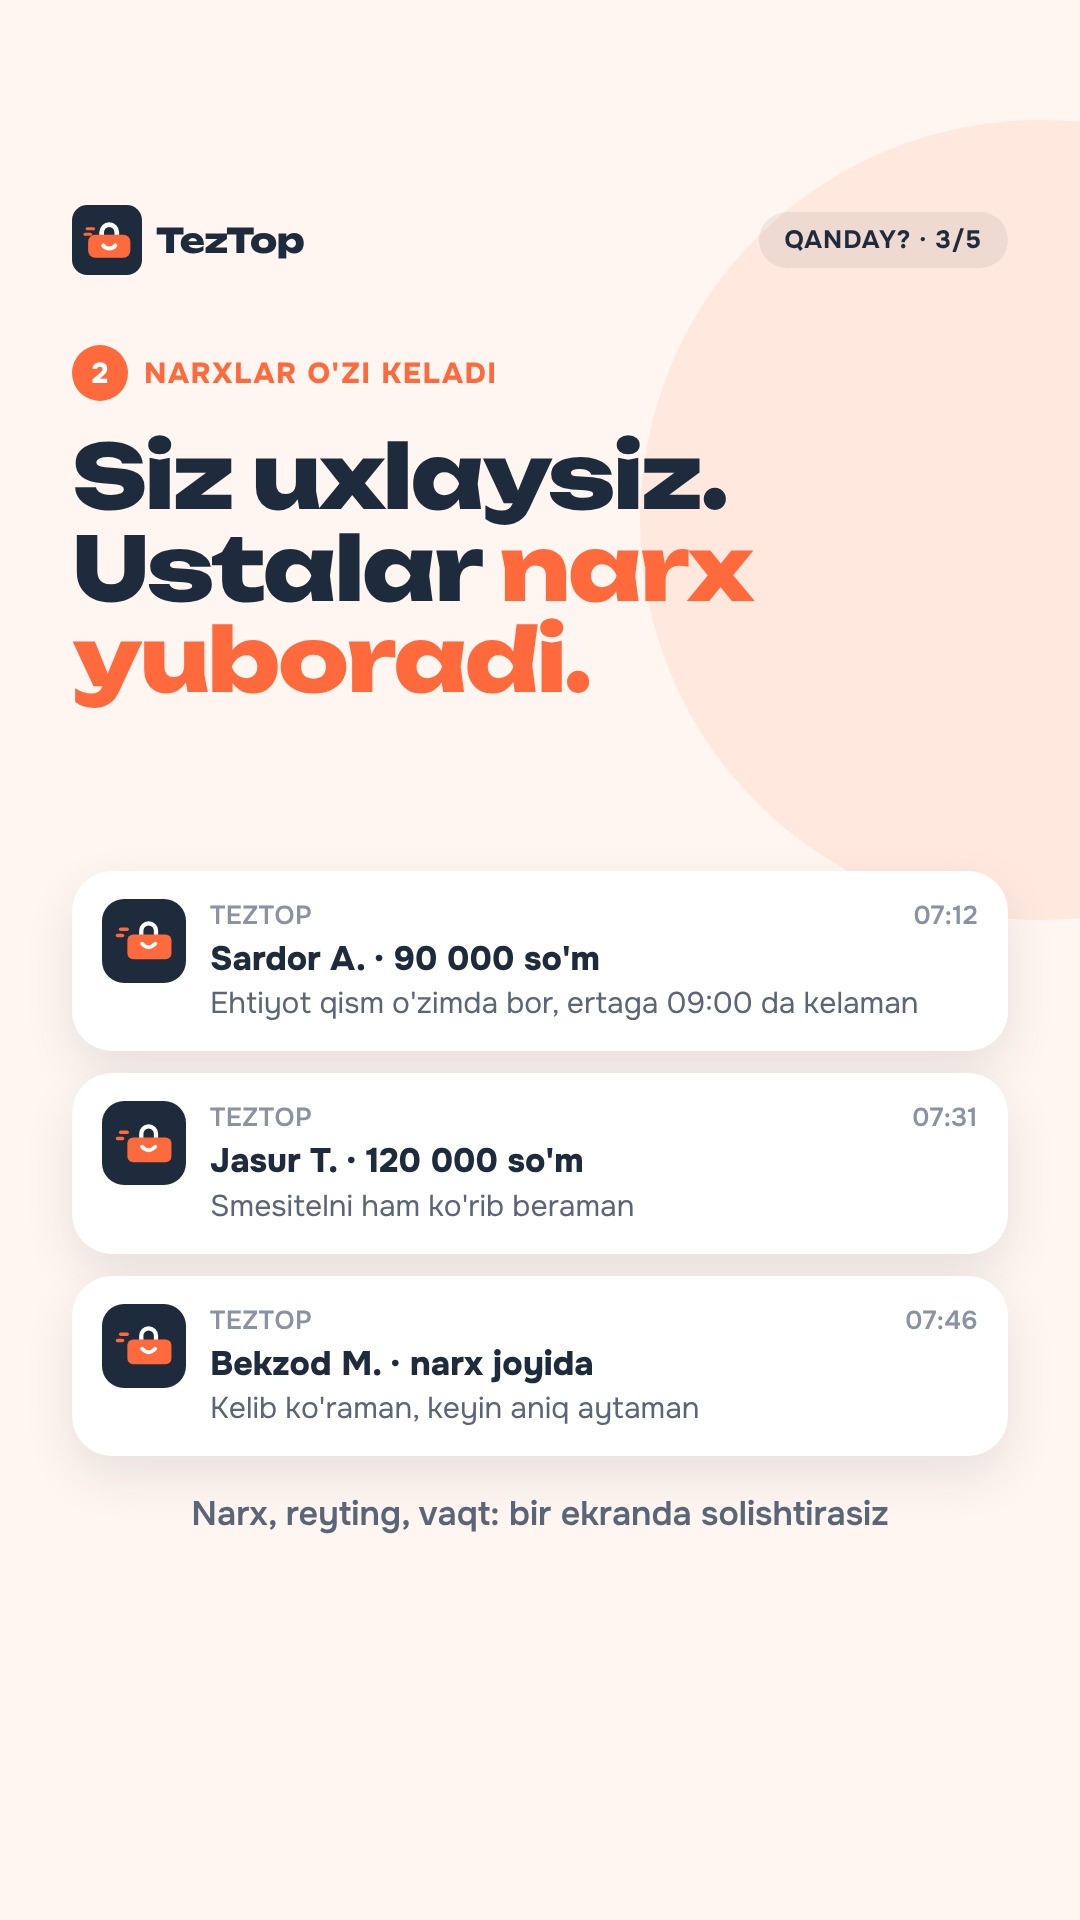 TezTop
QANDAY? · 3/5
2 NARXLAR O'ZI KELADI
Siz uxlaysiz.
Ustalar narx
yuboradi.
TEZTOP 07:12
Sardor A. · 90 000 so'm
Ehtiyot qism o'zimda bor, ertaga 09:00 da kelaman
TEZTOP 07:31
Jasur T. · 120 000 so'm
Smesitelni ham ko'rib beraman
TEZTOP 07:46
Bekzod M. · narx joyida
Kelib ko'raman, keyin aniq aytaman
Narx, reyting, vaqt: bir ekranda solishtirasiz